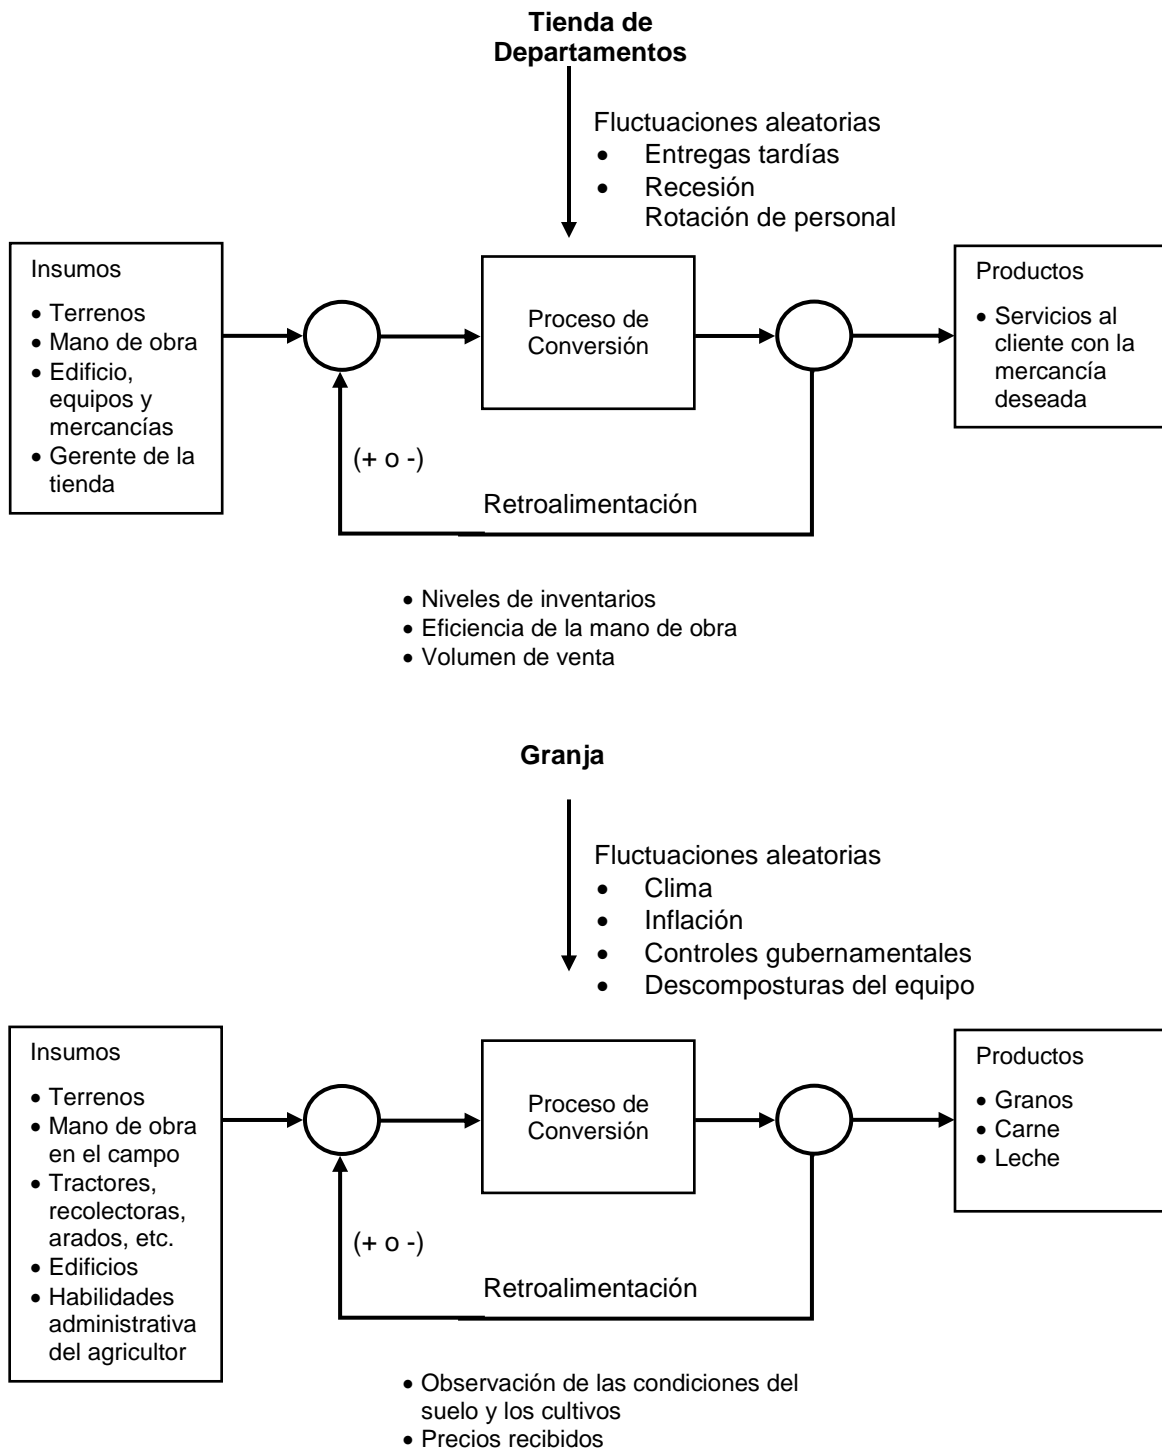 Tienda de
Departamentos
Fluctuaciones aleatorias
• Entregas tardías
• Recesión
Rotación de personal
Insumos
• Terrenos
• Mano de obra
• Edificio,
equipos y
mercancías
• Gerente de la
tienda
Proceso de
Conversión
Productos
• Servicios al
cliente con la
mercancía
deseada
(+ o -)
Retroalimentación
• Niveles de inventarios
• Eficiencia de la mano de obra
• Volumen de venta
Granja
Fluctuaciones aleatorias
• Clima
• Inflación
• Controles gubernamentales
• Descomposturas del equipo
Insumos
• Terrenos
• Mano de obra
en el campo
• Tractores,
recolectoras,
arados, etc.
• Edificios
• Habilidades
administrativa
del agricultor
Proceso de
Conversión
Productos
• Granos
• Carne
• Leche
(+ o -)
Retroalimentación
• Observación de las condiciones del
suelo y los cultivos
• Precios recibidos